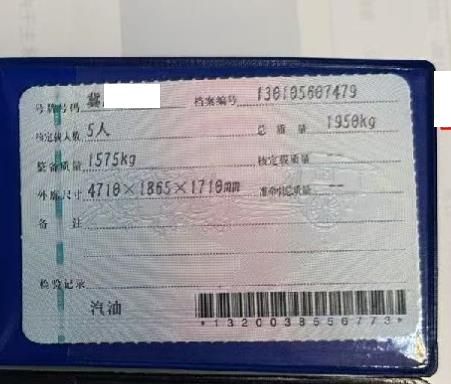 号牌号码 冀 档案编号 130105607479
核定载人数 5人 总质量 1950kg
整备质量 1575kg 核定载质量 --
外廓尺寸 4710×1865×1710mm 准牵引总质量 --
备注
检验记录
汽油
*1320038556773*